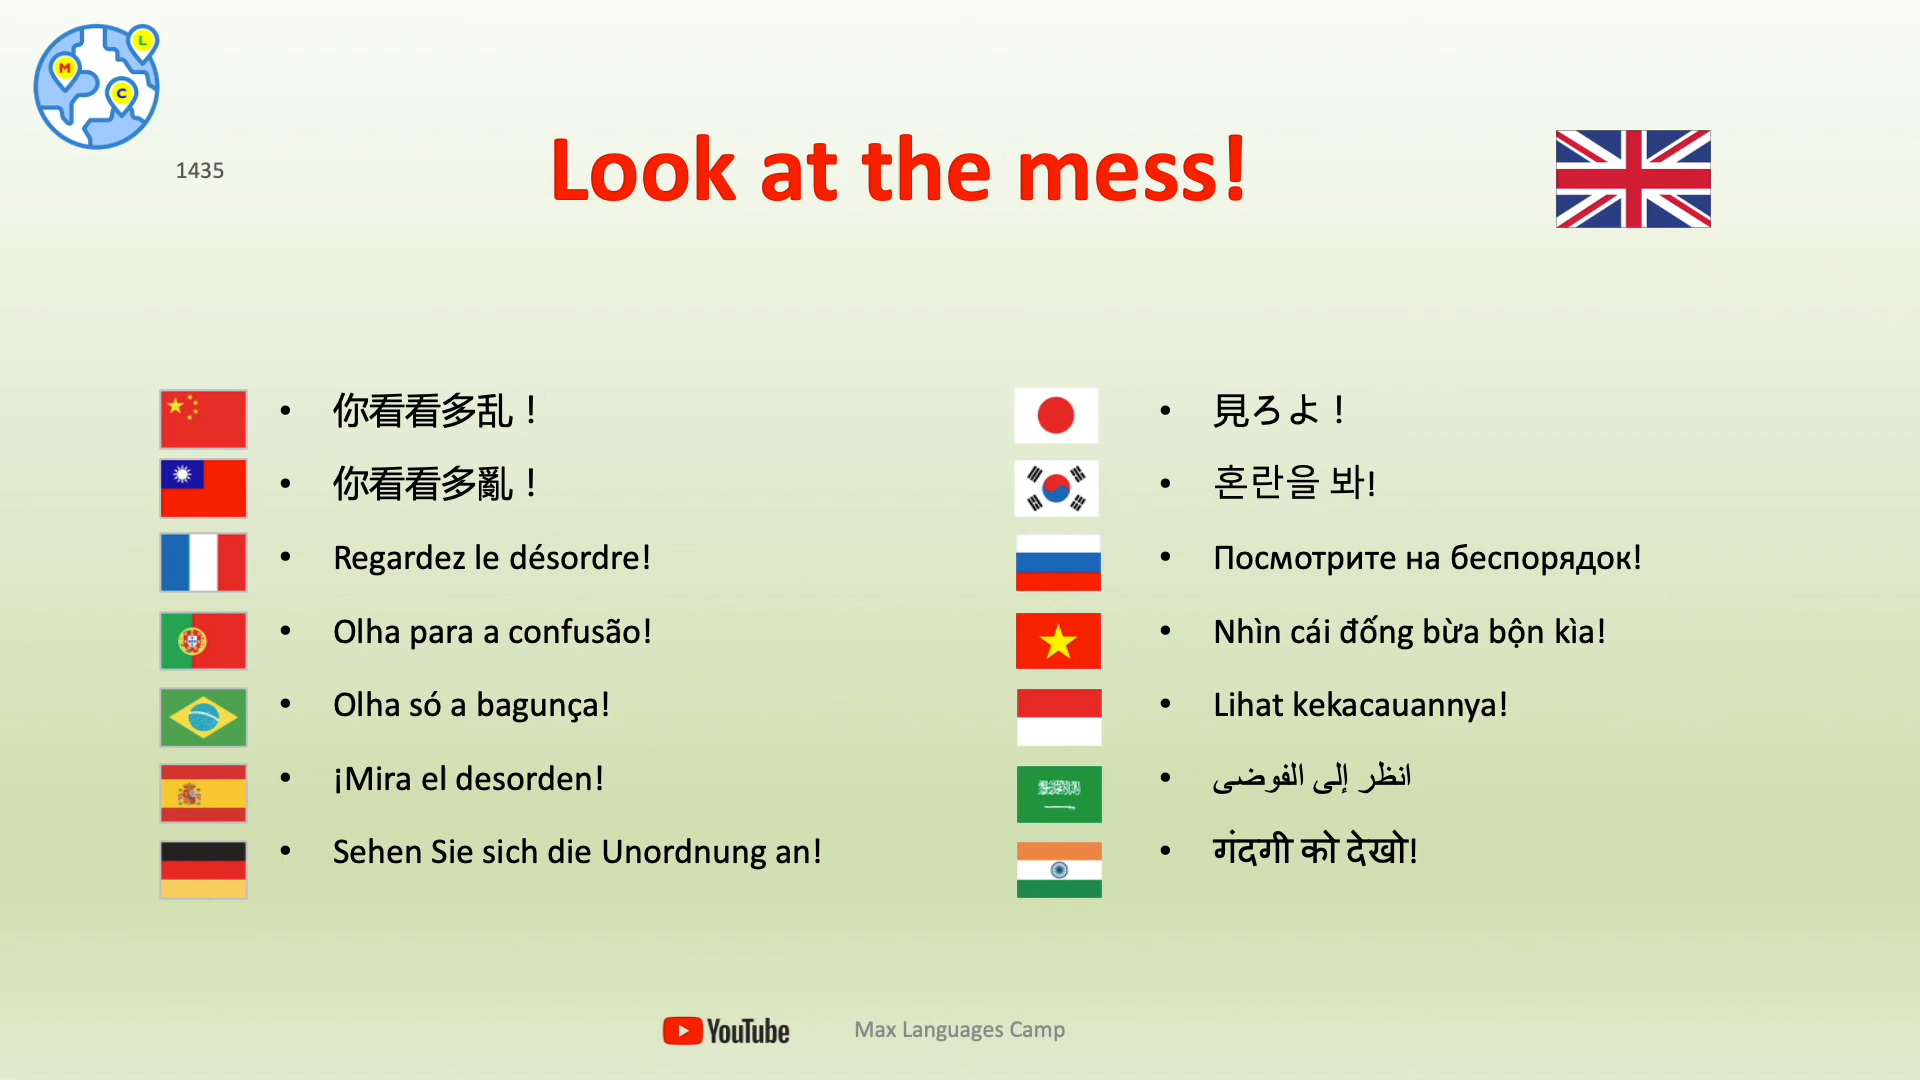 L
M
C
1435
Look at the mess!
你看看多乱！
你看看多亂！
Regardez le désordre!
Olha para a confusão!
Olha só a bagunça!
¡Mira el desorden!
Sehen Sie sich die Unordnung an!
見ろよ！
혼란을 봐!
Посмотрите на беспорядок!
Nhìn cái đống bừa bộn kìa!
Lihat kekacauannya!
انظر إلى الفوضى
गंदगी को देखो!
YouTube
Max Languages Camp